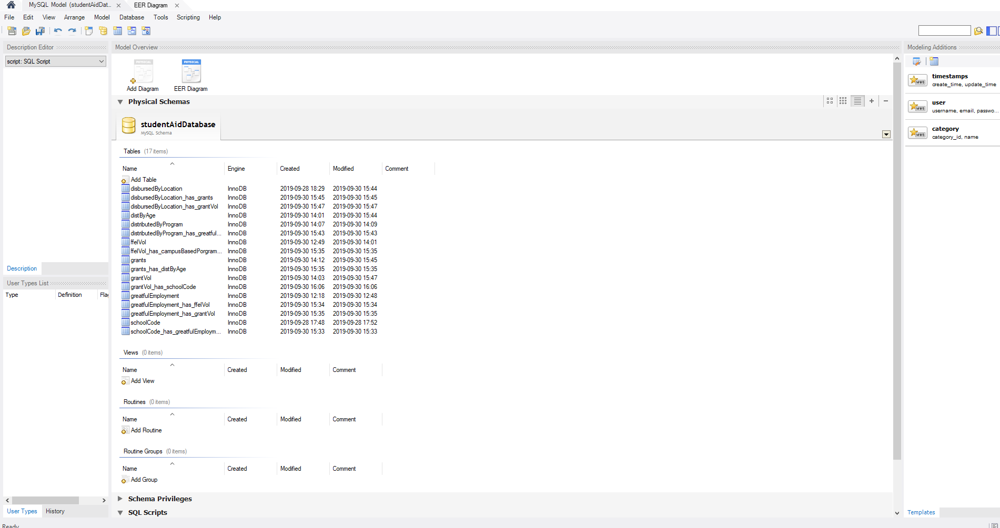 MySQL Model (studentAidDat...
EER Diagram
File Edit View Arrange Model Database Tools Scripting Help
Description Editor
script: SQL Script
Description
User Types List
Type Definition Flag
User Types History
Model Overview
PHYSICAL
Add Diagram
PHYSICAL
EER Diagram
Physical Schemas
studentAidDatabase
MySQL Schema
Tables (17 items)
Name Engine Created Modified Comment
Add Table
disbursedByLocation InnoDB 2019-09-28 18:29 2019-09-30 15:44
disbursedByLocation_has_grants InnoDB 2019-09-30 15:45 2019-09-30 15:45
disbursedByLocation_has_grantVol InnoDB 2019-09-30 15:47 2019-09-30 15:47
distByAge InnoDB 2019-09-30 14:01 2019-09-30 15:44
distributedByProgram InnoDB 2019-09-30 14:07 2019-09-30 14:09
distributedByProgram_has_greatful... InnoDB 2019-09-30 15:43 2019-09-30 15:43
ffelVol InnoDB 2019-09-30 12:49 2019-09-30 14:01
ffelVol_has_campusBasedPorgram... InnoDB 2019-09-30 15:35 2019-09-30 15:35
grants InnoDB 2019-09-30 14:12 2019-09-30 15:45
grants_has_distByAge InnoDB 2019-09-30 15:35 2019-09-30 15:35
grantVol InnoDB 2019-09-30 14:03 2019-09-30 15:47
grantVol_has_schoolCode InnoDB 2019-09-30 16:06 2019-09-30 16:06
greatfulEmployment InnoDB 2019-09-30 12:18 2019-09-30 12:48
greatfulEmployment_has_ffelVol InnoDB 2019-09-30 15:34 2019-09-30 15:34
greatfulEmployment_has_grantVol InnoDB 2019-09-30 15:35 2019-09-30 15:35
schoolCode InnoDB 2019-09-28 17:48 2019-09-28 17:52
schoolCode_has_greatfulEmploym... InnoDB 2019-09-30 15:33 2019-09-30 15:33
Views (0 items)
Name Created Modified Comment
Add View
Routines (0 items)
Name Created Modified Comment
Add Routine
Routine Groups (0 items)
Name Created Modified Comment
Add Group
Schema Privileges
SQL Scripts
Modeling Additions
MWB
timestamps
create_time, update_time
MWB
user
username, email, passwo...
MWB
category
category_id, name
Templates
Ready